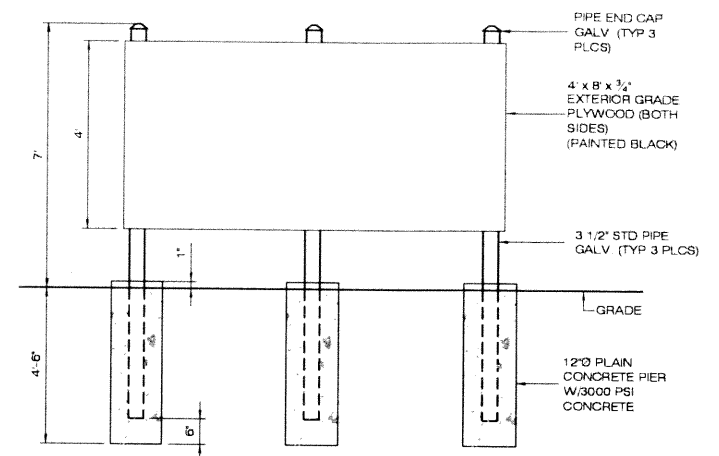 PIPE END CAP
GALV. (TYP 3
PLCS)
4' x 8' x 3/4"
EXTERIOR GRADE
PLYWOOD (BOTH
SIDES)
(PAINTED BLACK)
7'
4'
1"
3 1/2" STD PIPE
GALV. (TYP 3 PLCS)
GRADE
4'-6"
12"Ø PLAIN
CONCRETE PIER
W/3000 PSI
CONCRETE
6"